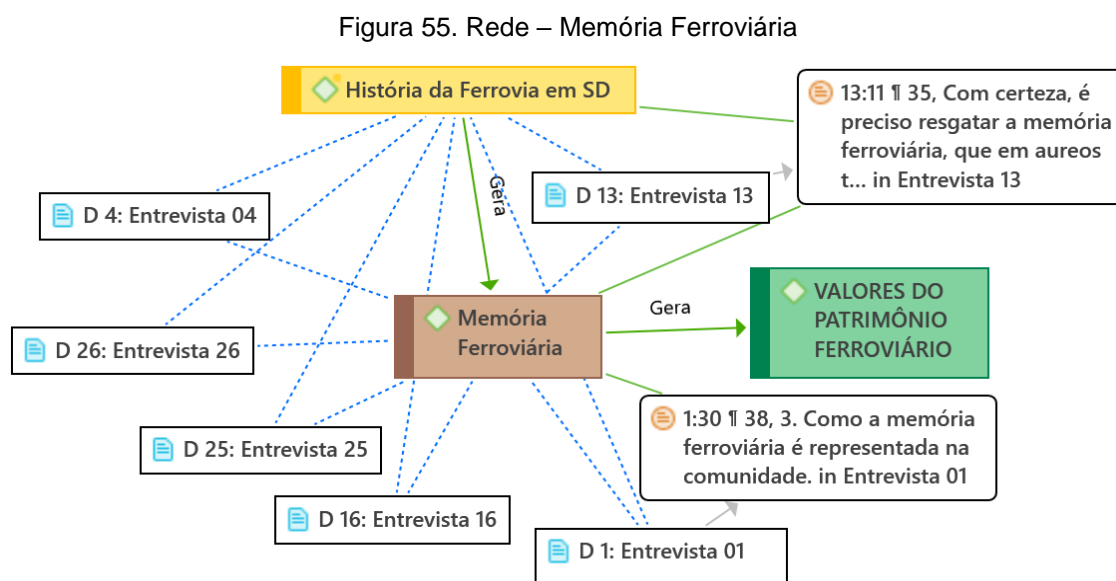 Figura 55. Rede – Memória Ferroviária
História da Ferrovia em SD
13:11 ¶ 35, Com certeza, é
preciso resgatar a memória
ferroviária, que em aureos
t... in Entrevista 13
Gera
D 4: Entrevista 04
D 13: Entrevista 13
Memória
Ferroviária
Gera
VALORES DO
PATRIMÔNIO
FERROVIÁRIO
D 26: Entrevista 26
1:30 ¶ 38, 3. Como a memória
ferroviária é representada na
comunidade. in Entrevista 01
D 25: Entrevista 25
D 16: Entrevista 16
D 1: Entrevista 01